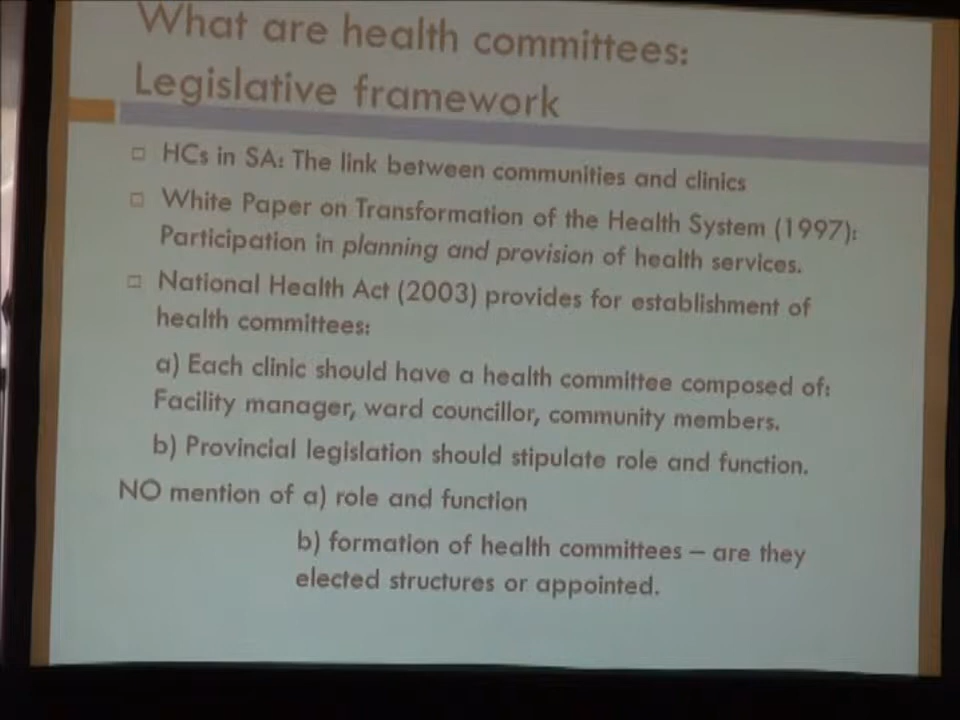 What are health committees:
Legislative framework
HCs in SA: The link between communities and clinics
White Paper on Transformation of the Health System (1997):
Participation in planning and provision of health services.
National Health Act (2003) provides for establishment of
health committees:
a) Each clinic should have a health committee composed of:
Facility manager, ward councillor, community members.
b) Provincial legislation should stipulate role and function.
NO mention of a) role and function
b) formation of health committees – are they
elected structures or appointed.